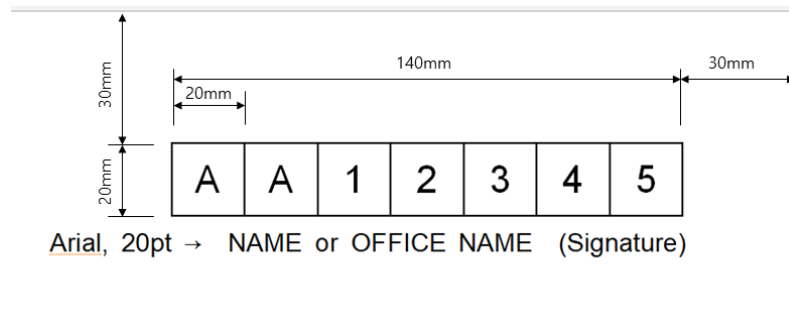 140mm
30mm
30mm
20mm
20mm
A A 1 2 3 4 5
Arial, 20pt → NAME or OFFICE NAME (Signature)